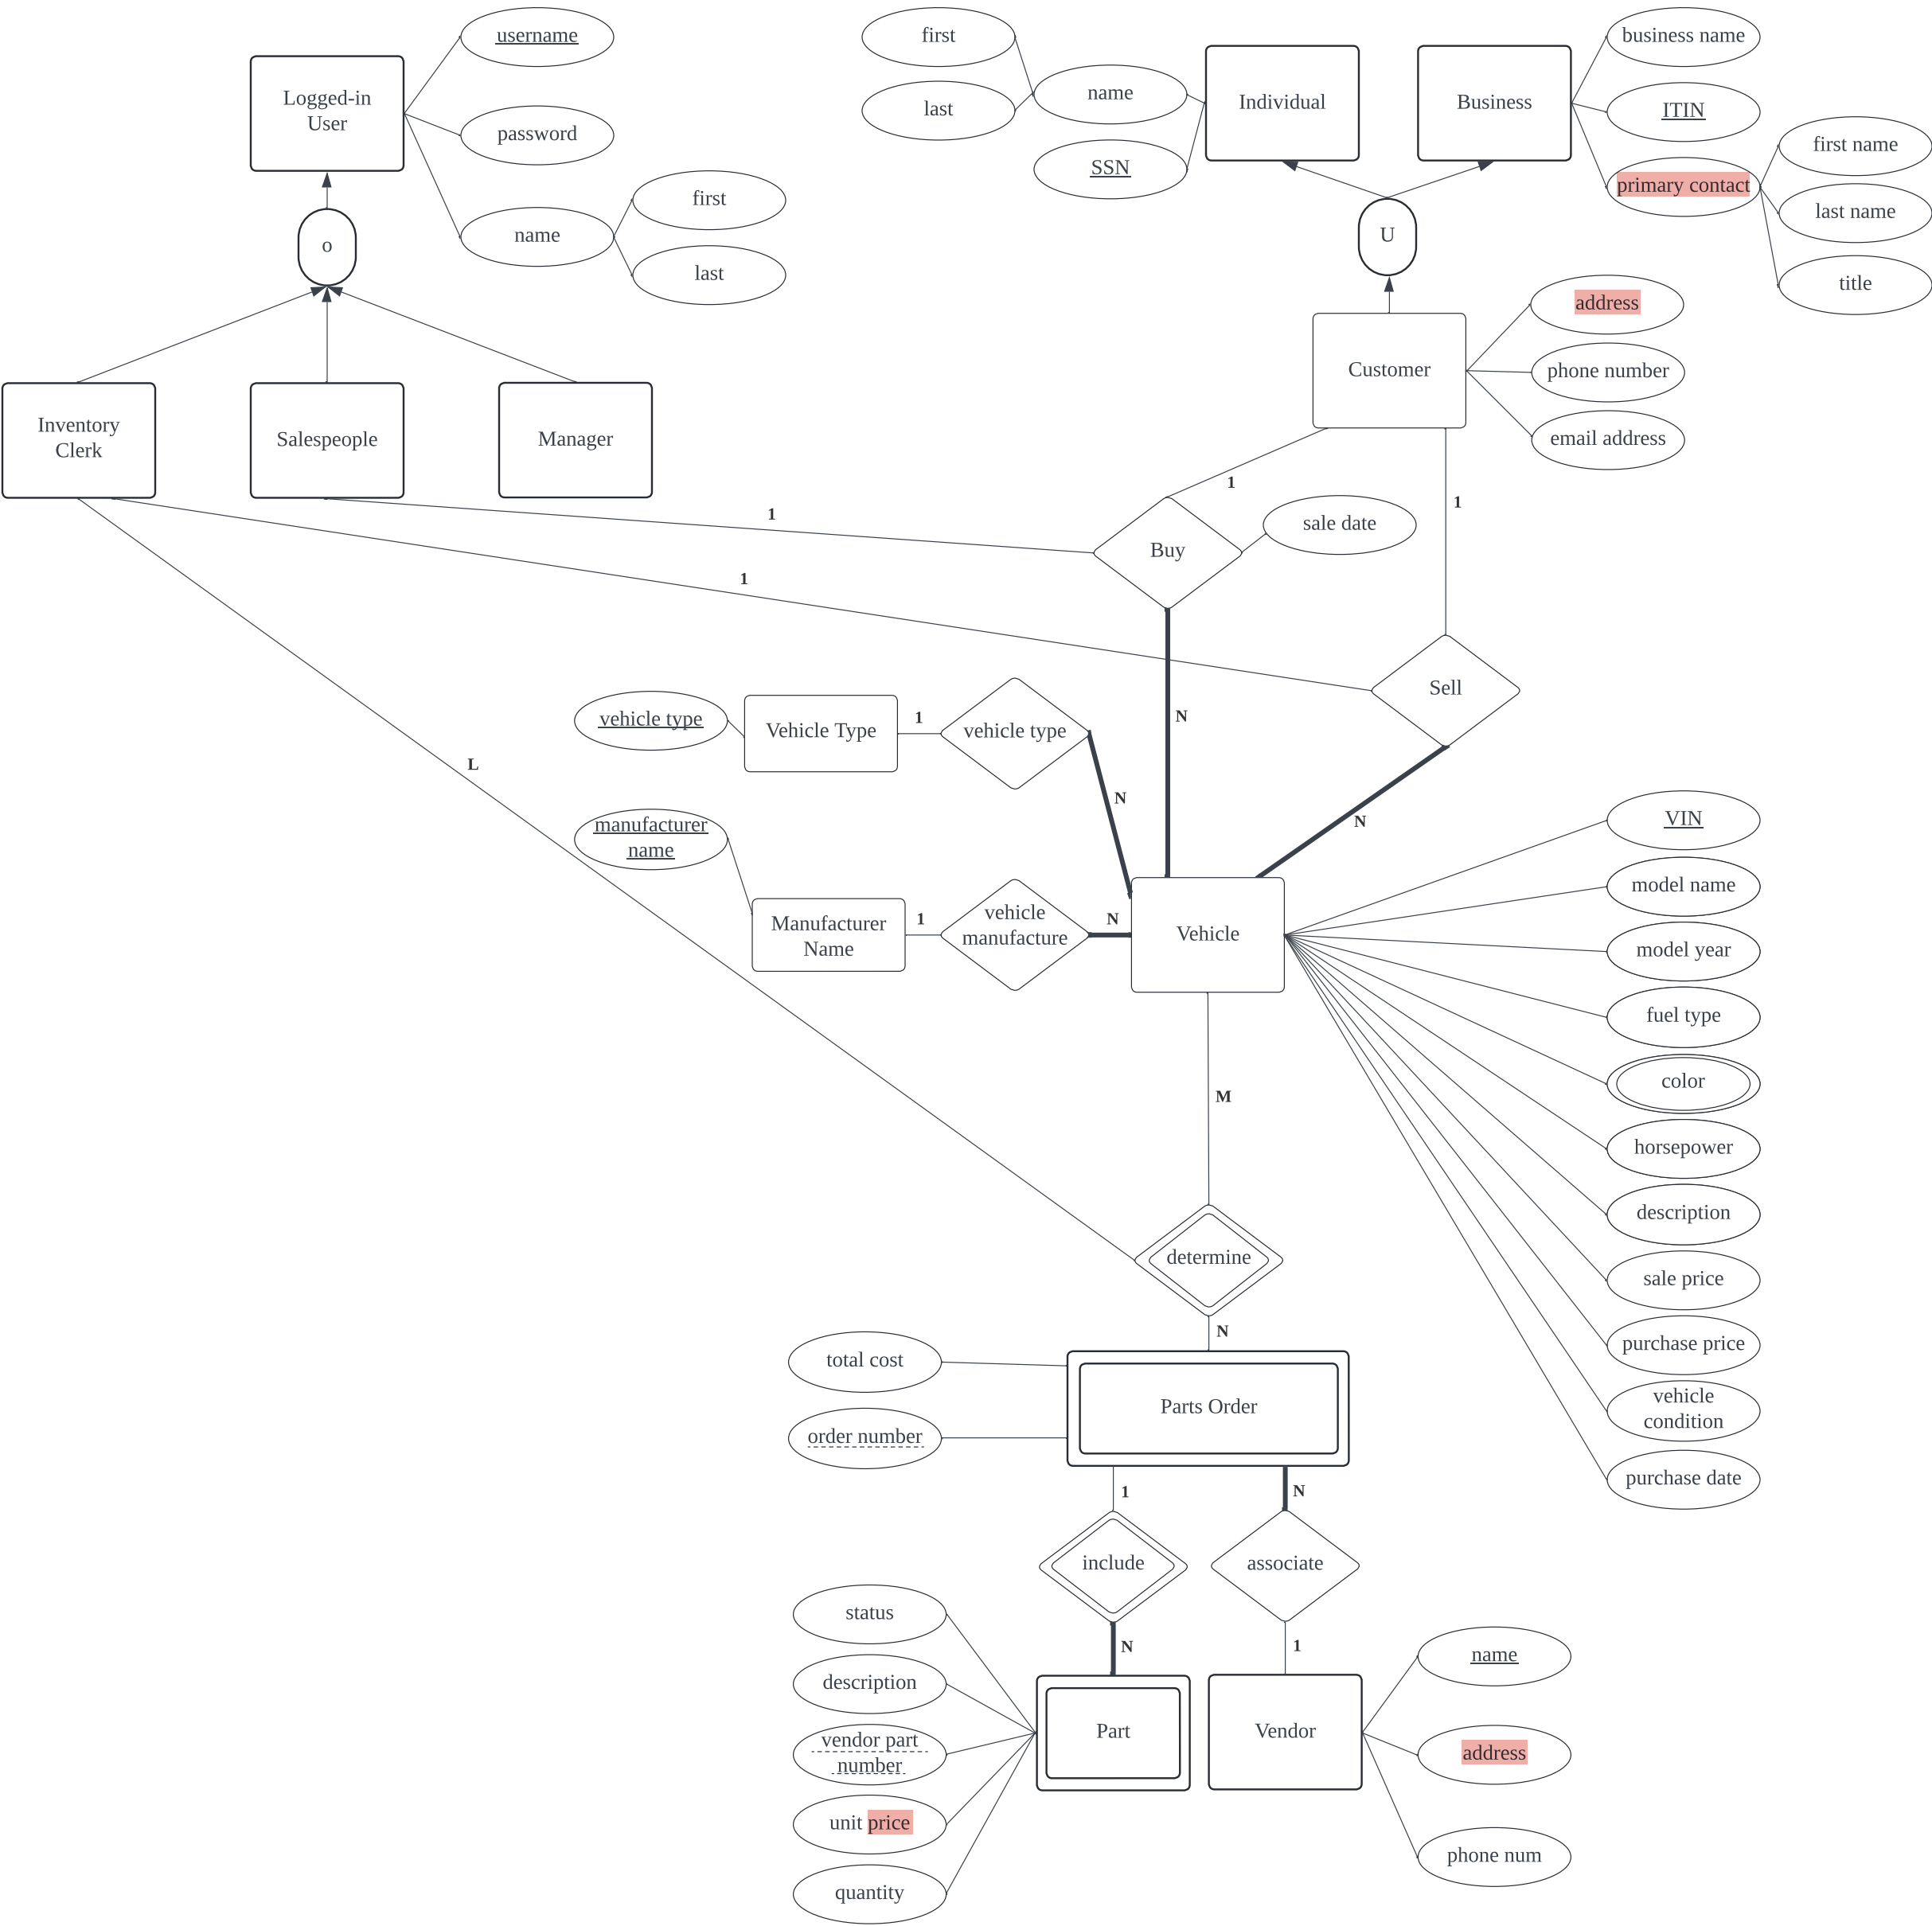 username
Logged-in
User
password
name
first
last
o
Inventory
Clerk
Salespeople
Manager
first
last
name
SSN
Individual
Business
business name
ITIN
primary contact
first name
last name
title
U
Customer
address
phone number
email address
1
1
1
1
Buy
sale date
Sell
N
N
vehicle type
Vehicle Type
1
vehicle type
N
L
manufacturer
name
Manufacturer
Name
1
vehicle
manufacture
N
Vehicle
VIN
model name
model year
fuel type
color
horsepower
description
sale price
purchase price
vehicle
condition
purchase date
M
determine
N
total cost
order number
Parts Order
1
N
include
associate
N
1
status
description
vendor part
number
unit price
quantity
Part
Vendor
name
address
phone num